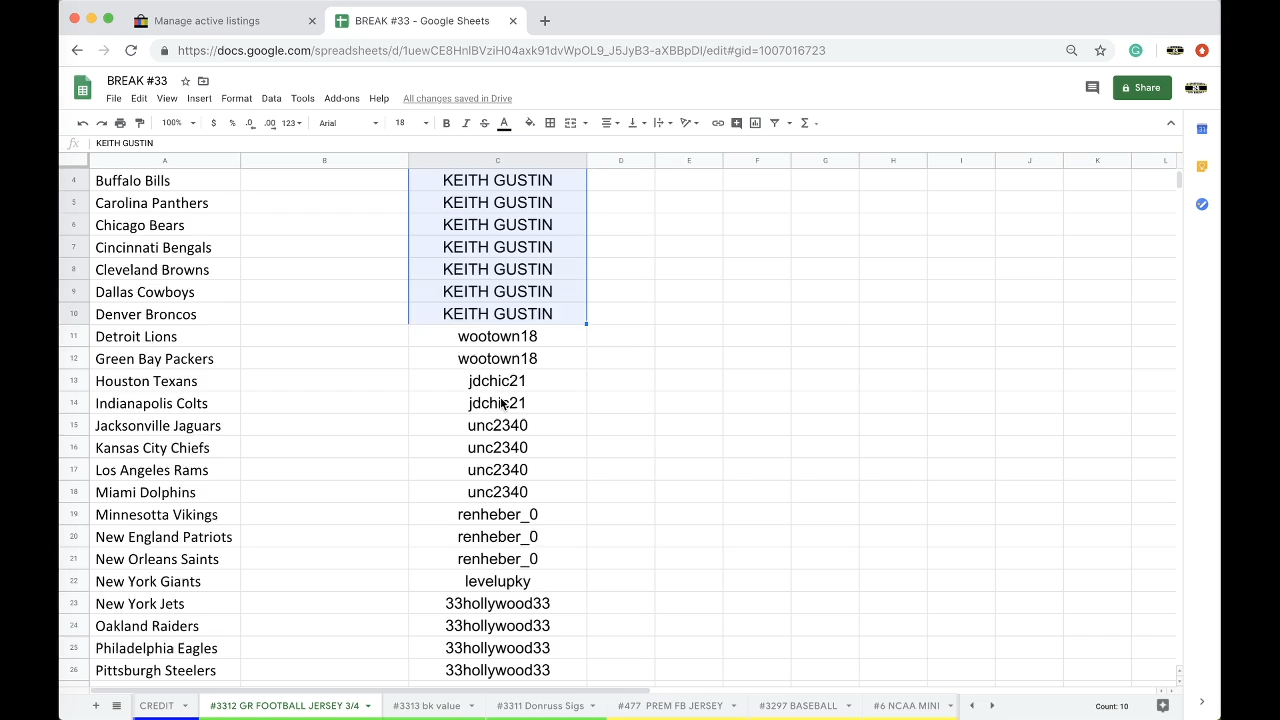 Manage active listings
BREAK #33 - Google Sheets
https://docs.google.com/spreadsheets/d/1uewCE8HnIBVziH04axk91dvWpOL9_J5JyB3-aXBBpDI/edit#gid=1067016723
BREAK #33
File Edit View Insert Format Data Tools Add-ons Help All changes saved in Drive
Share
100% $ % .0 .00 123 Arial 18
fx KEITH GUSTIN
A B C D E F G H I J K L
4 Buffalo Bills KEITH GUSTIN
5 Carolina Panthers KEITH GUSTIN
6 Chicago Bears KEITH GUSTIN
7 Cincinnati Bengals KEITH GUSTIN
8 Cleveland Browns KEITH GUSTIN
9 Dallas Cowboys KEITH GUSTIN
10 Denver Broncos KEITH GUSTIN
11 Detroit Lions wootown18
12 Green Bay Packers wootown18
13 Houston Texans jdchic21
14 Indianapolis Colts jdchic21
15 Jacksonville Jaguars unc2340
16 Kansas City Chiefs unc2340
17 Los Angeles Rams unc2340
18 Miami Dolphins unc2340
19 Minnesotta Vikings renheber_0
20 New England Patriots renheber_0
21 New Orleans Saints renheber_0
22 New York Giants levelupky
23 New York Jets 33hollywood33
24 Oakland Raiders 33hollywood33
25 Philadelphia Eagles 33hollywood33
26 Pittsburgh Steelers 33hollywood33
CREDIT #3312 GR FOOTBALL JERSEY 3/4 #3313 bk value #3311 Donruss Sigs #477 PREM FB JERSEY #3297 BASEBALL #6 NCAA MINI Count: 10